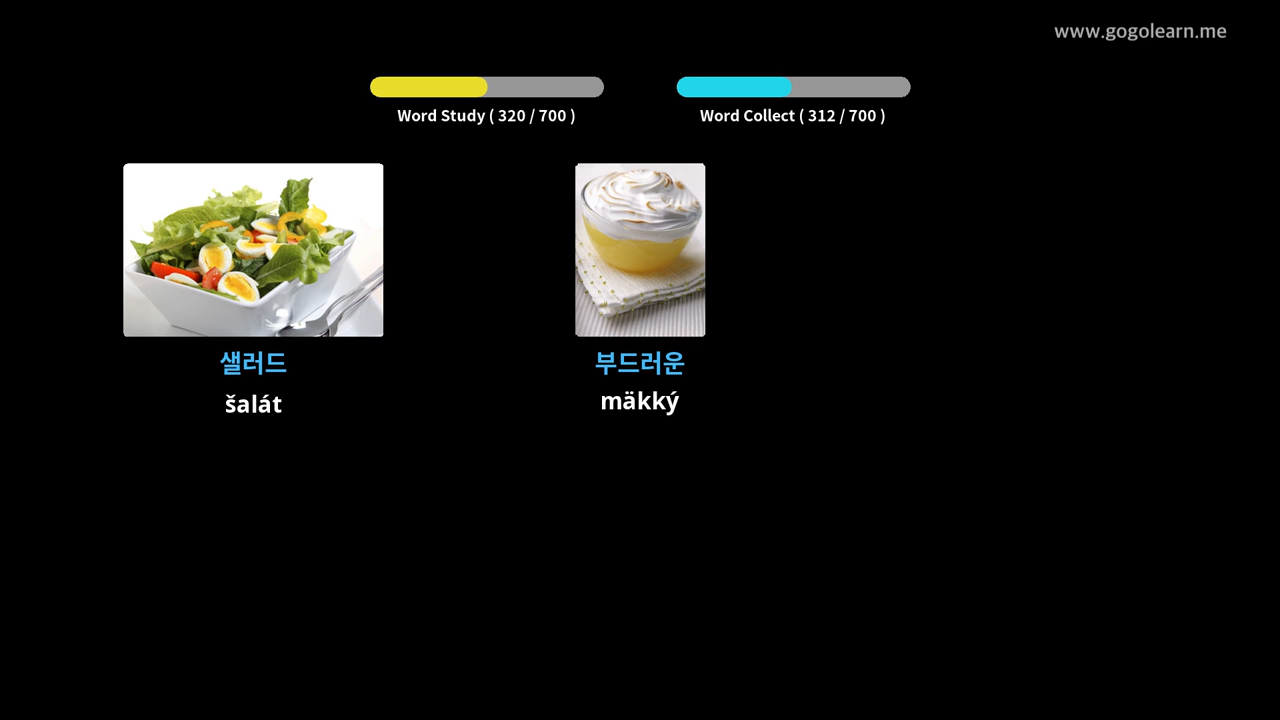 www.gogolearn.me
Word Study ( 320 / 700 )
Word Collect ( 312 / 700 )
샐러드
šalát
부드러운
mäkký